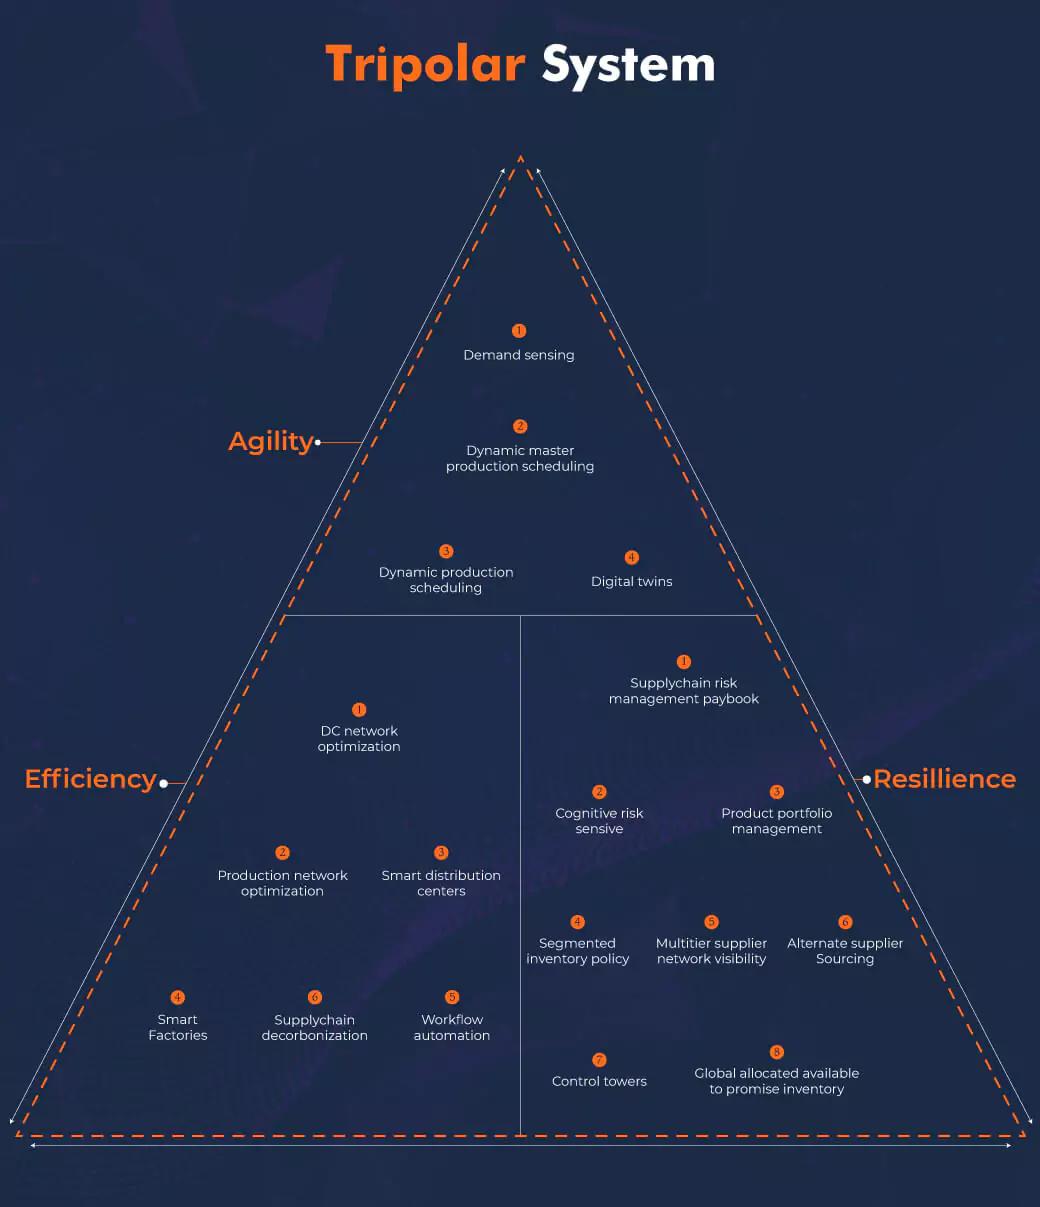 Tripolar System
1
Demand sensing
Agility
2
Dynamic master
production scheduling
3
Dynamic production
scheduling
4
Digital twins
Efficiency
1
DC network
optimization
2
Production network
optimization
3
Smart distribution
centers
4
Smart
Factories
6
Supplychain
decorbonization
5
Workflow
automation
Resillience
1
Supplychain risk
management paybook
2
Cognitive risk
sensive
3
Product portfolio
management
4
Segmented
inventory policy
5
Multitier supplier
network visibility
6
Alternate supplier
Sourcing
7
Control towers
8
Global allocated available
to promise inventory